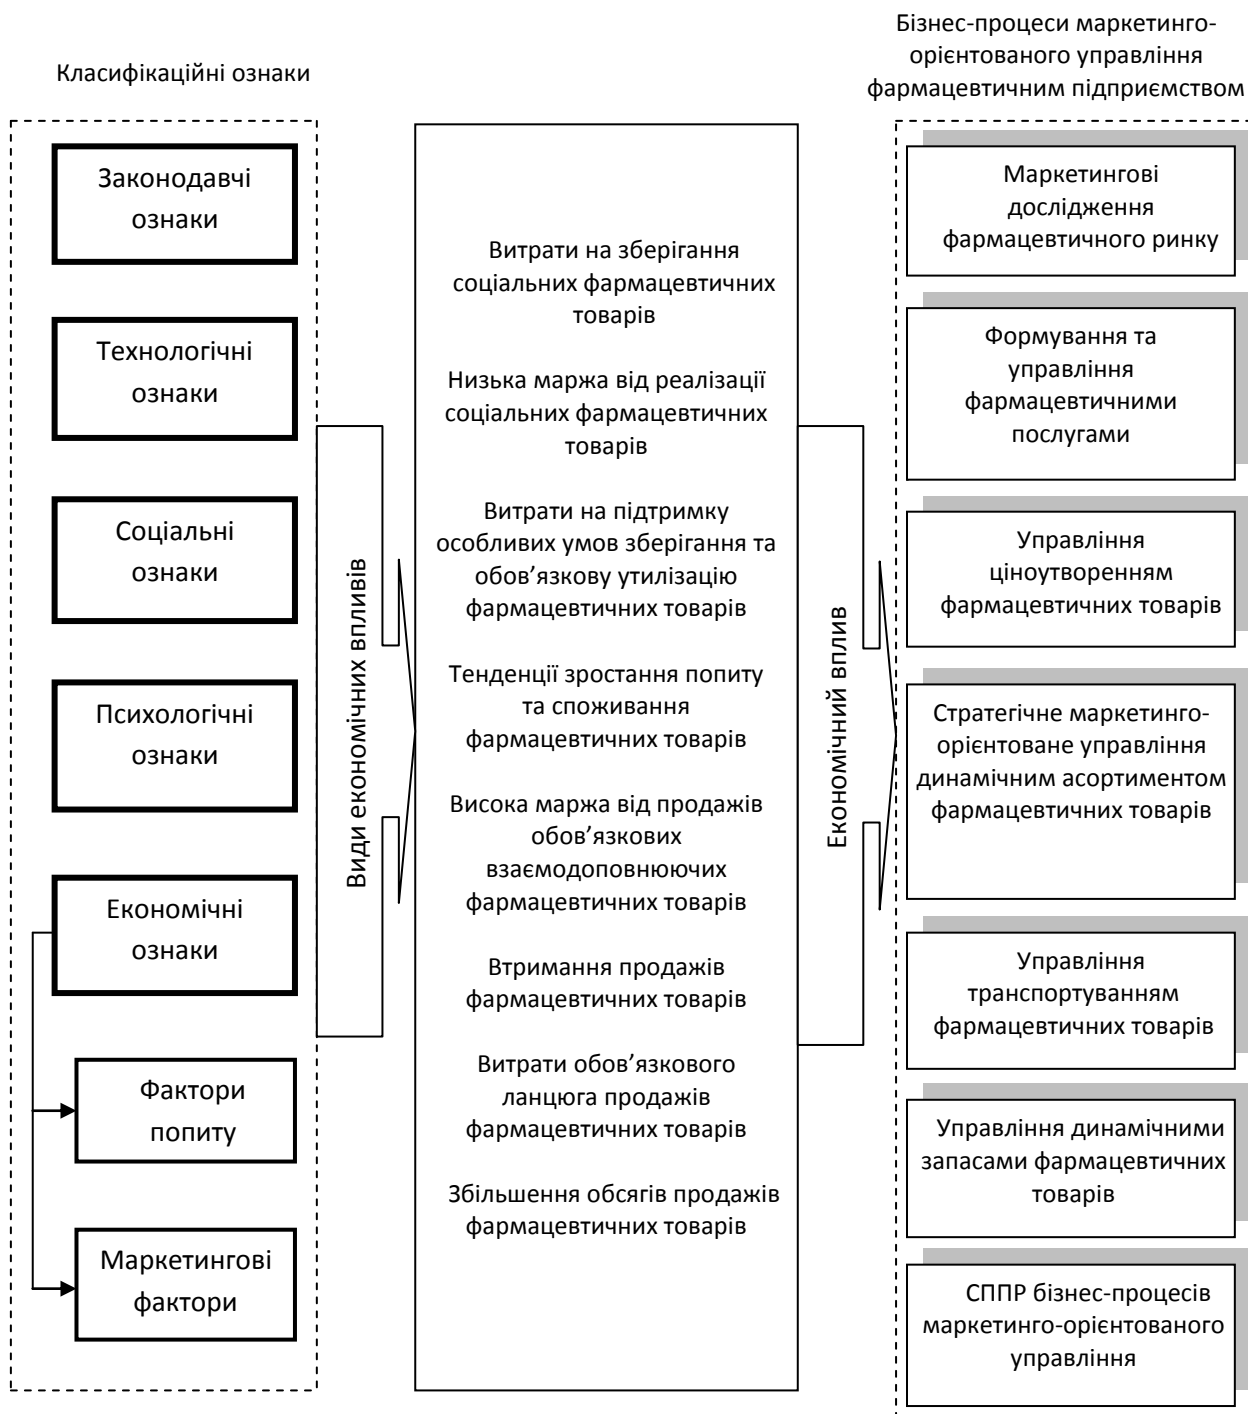 Класифікаційні ознаки
Законодавчі
ознаки
Технологічні
ознаки
Соціальні
ознаки
Психологічні
ознаки
Економічні
ознаки
Фактори
попиту
Маркетингові
фактори
Види економічних впливів
Витрати на зберігання
соціальних фармацевтичних
товарів
Низька маржа від реалізації
соціальних фармацевтичних
товарів
Витрати на підтримку
особливих умов зберігання та
обов’язкову утилізацію
фармацевтичних товарів
Тенденції зростання попиту
та споживання
фармацевтичних товарів
Висока маржа від продажів
обов’язкових
взаємодоповнюючих
фармацевтичних товарів
Втримання продажів
фармацевтичних товарів
Витрати обов’язкового
ланцюга продажів
фармацевтичних товарів
Збільшення обсягів продажів
фармацевтичних товарів
Економічний вплив
Бізнес-процеси маркетинго-
орієнтованого управління
фармацевтичним підприємством
Маркетингові
дослідження
фармацевтичного ринку
Формування та
управління
фармацевтичними
послугами
Управління
ціноутворенням
фармацевтичних товарів
Стратегічне маркетинго-
орієнтоване управління
динамічним асортиментом
фармацевтичних товарів
Управління
транспортуванням
фармацевтичних товарів
Управління динамічними
запасами фармацевтичних
товарів
СППР бізнес-процесів
маркетинго-орієнтованого
управління